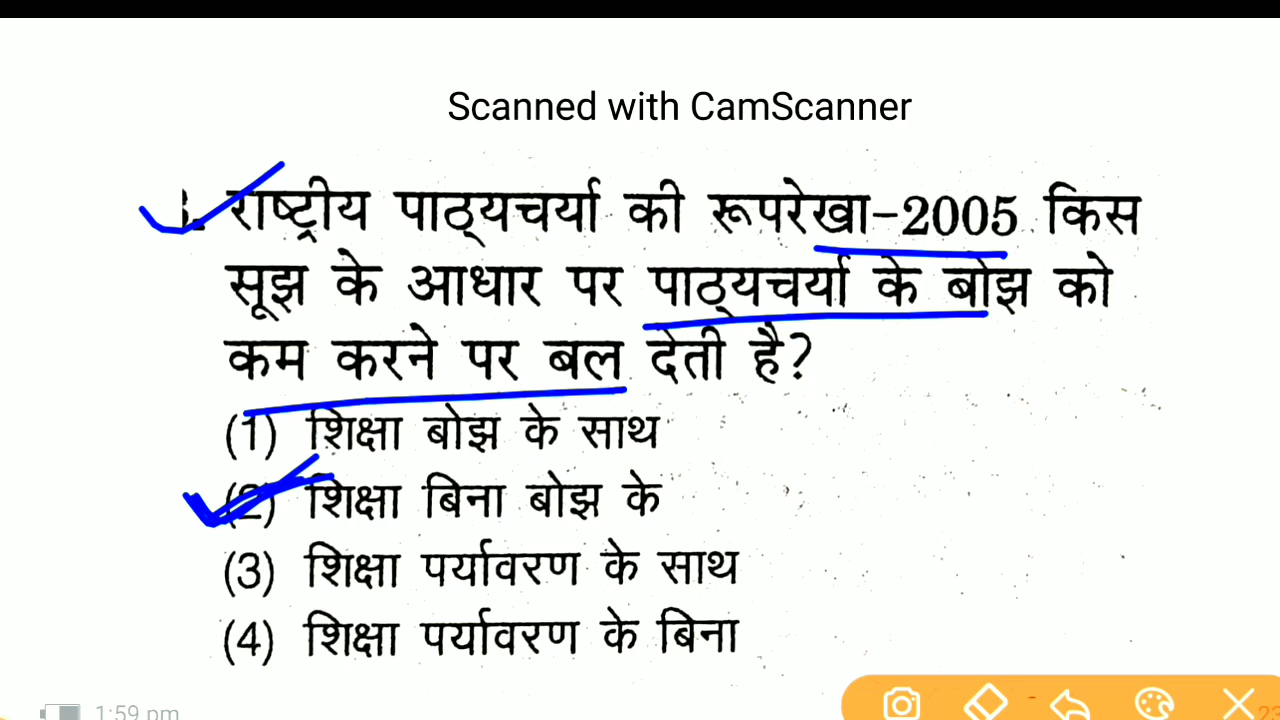 Scanned with CamScanner
राष्ट्रीय पाठ्यचर्या की रूपरेखा-2005 किस
सूझ के आधार पर पाठ्यचर्या के बोझ को
कम करने पर बल देती है?
(1) शिक्षा बोझ के साथ
(2) शिक्षा बिना बोझ के
(3) शिक्षा पर्यावरण के साथ
(4) शिक्षा पर्यावरण के बिना
1:59 pm
23